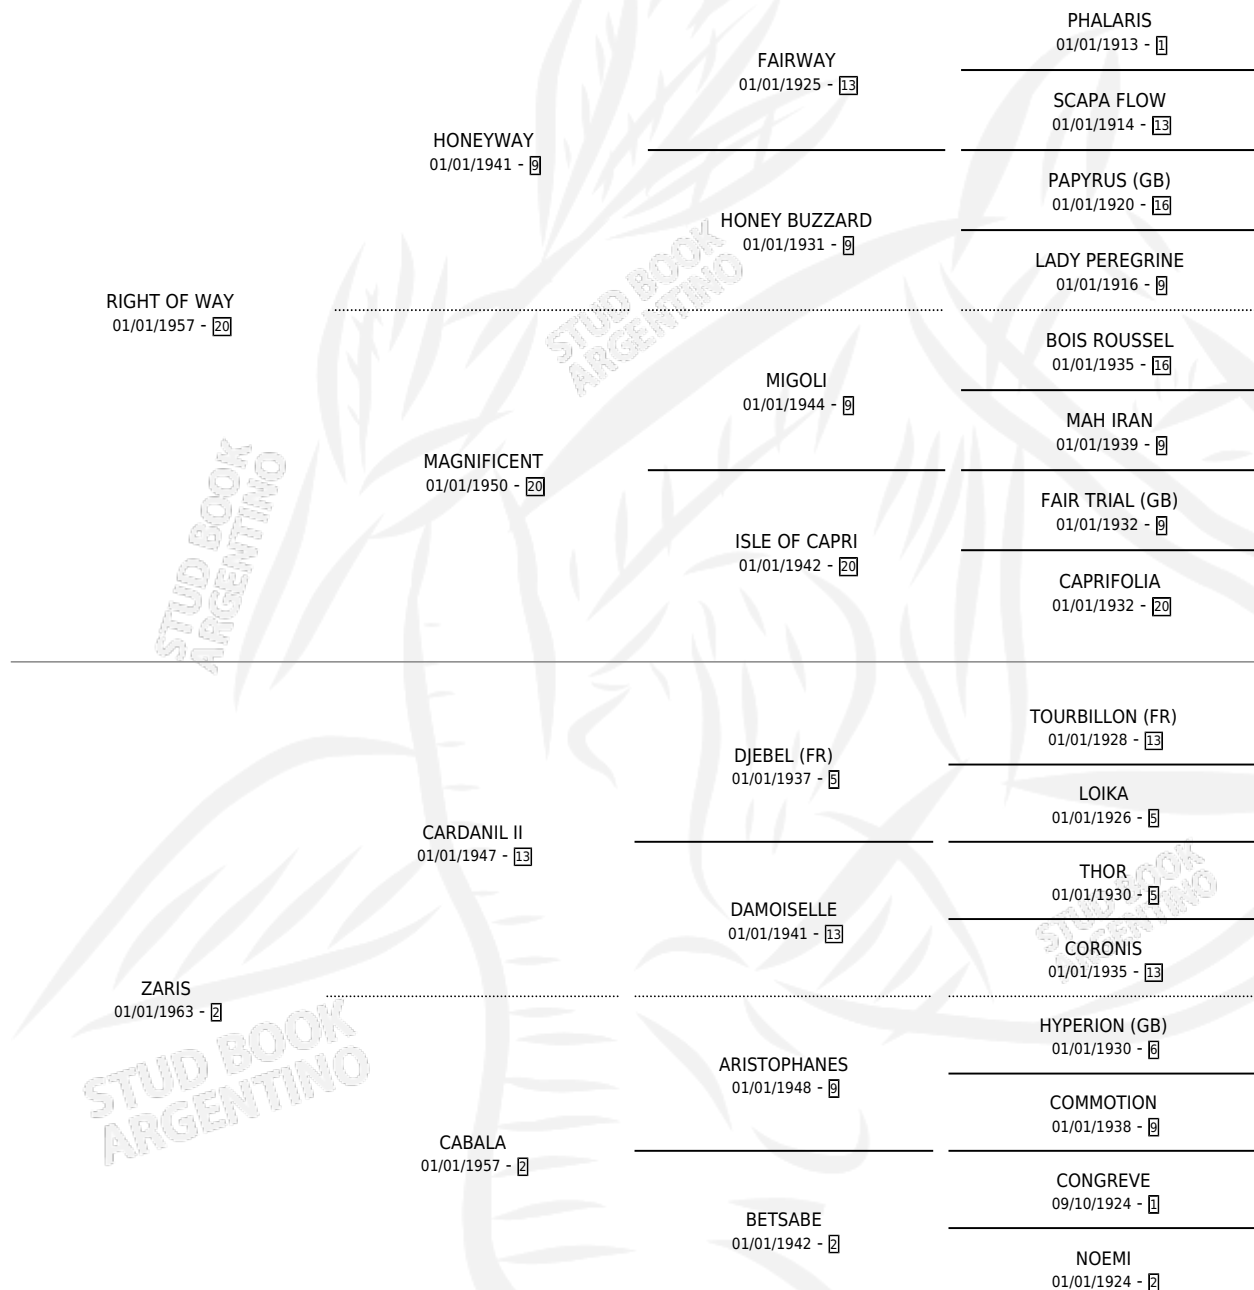 PHALARIS
01/01/1913 - 1
FAIRWAY
01/01/1925 - 13
SCAPA FLOW
01/01/1914 - 13
HONEYWAY
01/01/1941 - 9
PAPYRUS (GB)
01/01/1920 - 16
HONEY BUZZARD
01/01/1931 - 9
LADY PEREGRINE
01/01/1916 - 9
RIGHT OF WAY
01/01/1957 - 20
STUD BOOK
ARGENTINO
BOIS ROUSSEL
01/01/1935 - 16
MIGOLI
01/01/1944 - 9
MAH IRAN
01/01/1939 - 9
MAGNIFICENT
01/01/1950 - 20
FAIR TRIAL (GB)
01/01/1932 - 9
ISLE OF CAPRI
01/01/1942 - 20
CAPRIFOLIA
01/01/1932 - 20
STUD BOOK
ARGENTINO
TOURBILLON (FR)
01/01/1928 - 13
DJEBEL (FR)
01/01/1937 - 5
LOIKA
01/01/1926 - 5
CARDANIL II
01/01/1947 - 13
THOR
01/01/1930 - 5
DAMOISELLE
01/01/1941 - 13
STUD BOOK
ARGENTINO
CORONIS
01/01/1935 - 13
ZARIS
01/01/1963 - 2
HYPERION (GB)
01/01/1930 - 6
ARISTOPHANES
01/01/1948 - 9
STUD BOOK
ARGENTINO
COMMOTION
01/01/1938 - 9
CABALA
01/01/1957 - 2
CONGREVE
09/10/1924 - 1
BETSABE
01/01/1942 - 2
NOEMI
01/01/1924 - 2